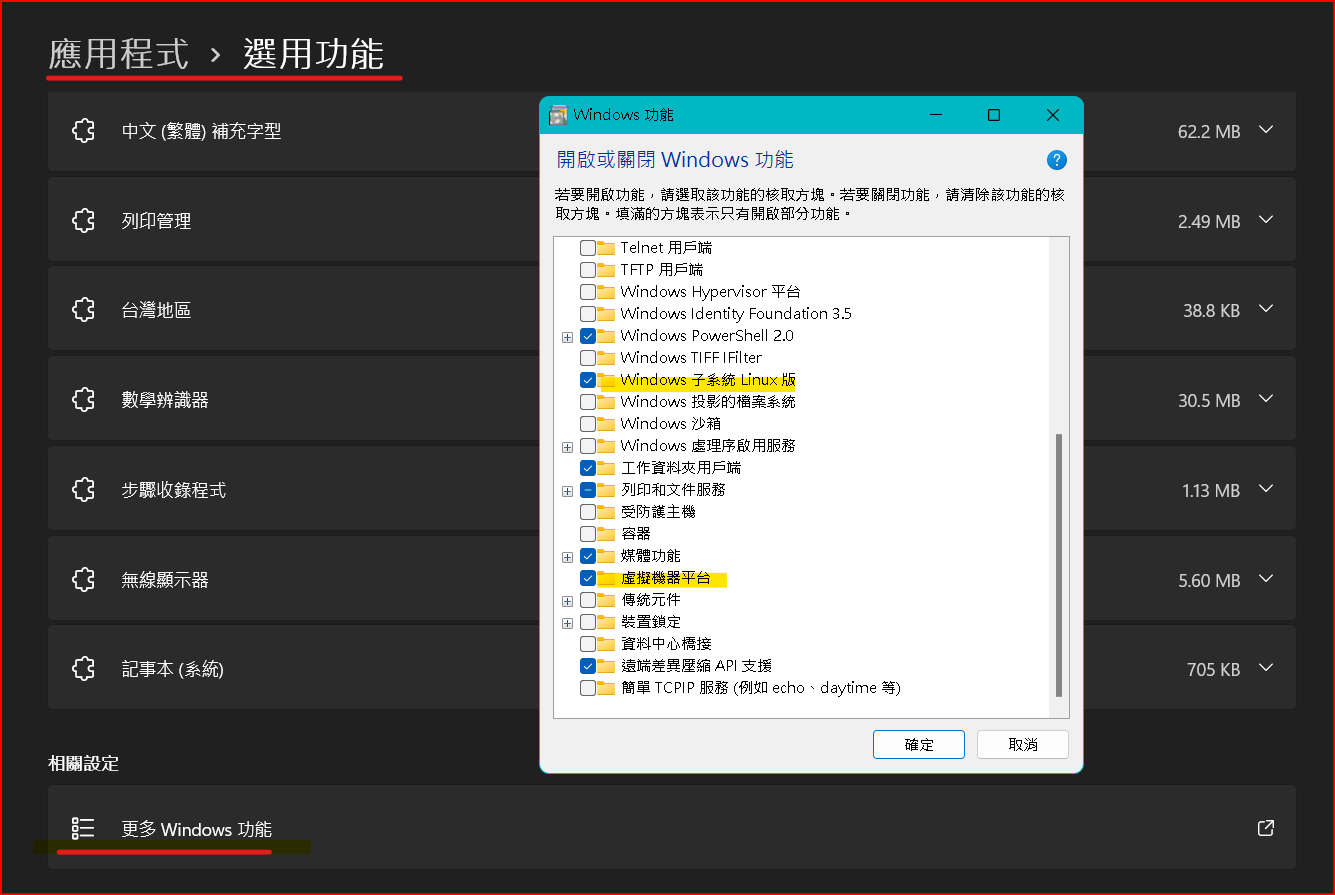 應用程式 › 選用功能
中文 (繁體) 補充字型
62.2 MB
列印管理
2.49 MB
台灣地區
38.8 KB
數學辨識器
30.5 MB
步驟收錄程式
1.13 MB
無線顯示器
5.60 MB
記事本 (系統)
705 KB
相關設定
更多 Windows 功能
Windows 功能
開啟或關閉 Windows 功能
?
若要開啟功能，請選取該功能的核取方塊。若要關閉功能，請清除該功能的核
取方塊。填滿的方塊表示只有開啟部分功能。
Telnet 用戶端
TFTP 用戶端
Windows Hypervisor 平台
Windows Identity Foundation 3.5
Windows PowerShell 2.0
Windows TIFF IFilter
Windows 子系統 Linux 版
Windows 投影的檔案系統
Windows 沙箱
Windows 處理序啟用服務
工作資料夾用戶端
列印和文件服務
受防護主機
容器
媒體功能
虛擬機器平台
傳統元件
裝置鎖定
資料中心橋接
遠端差異壓縮 API 支援
簡單 TCPIP 服務 (例如 echo、daytime 等)
確定
取消